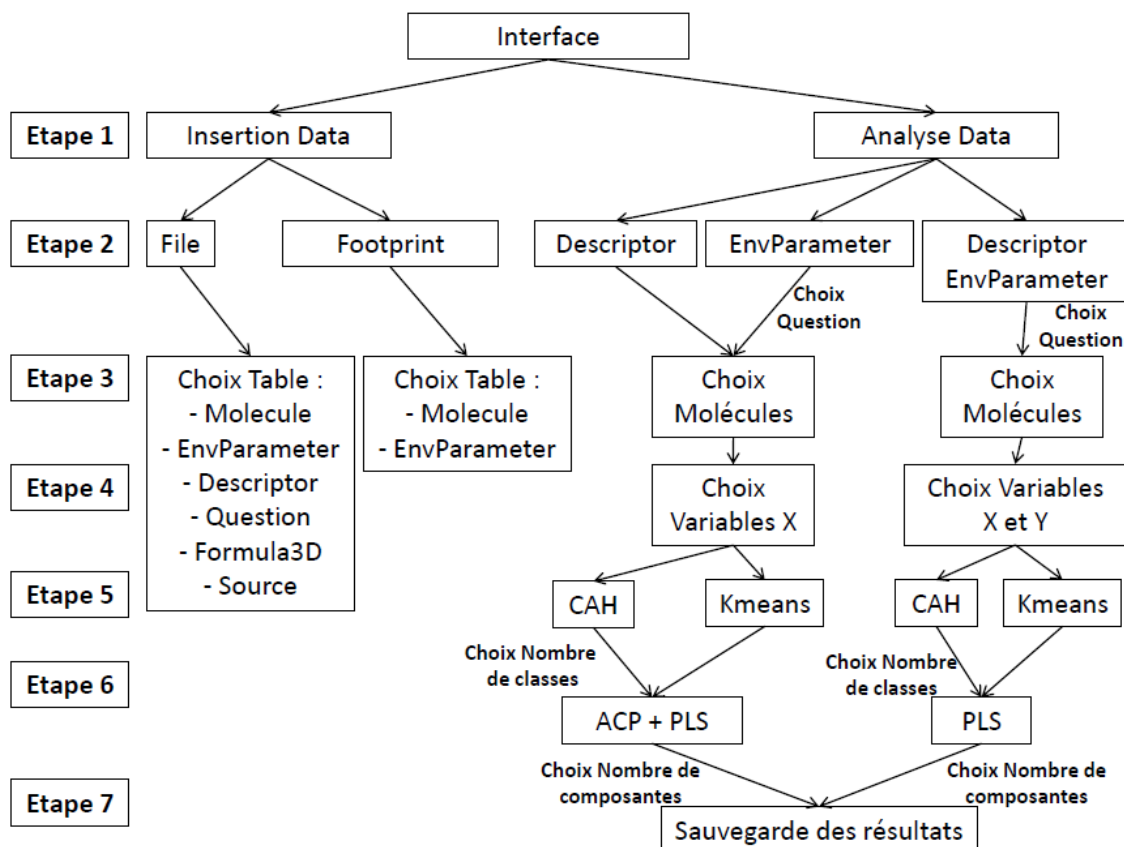 Interface
Etape 1
Insertion Data
Analyse Data
Etape 2
File
Footprint
Descriptor
EnvParameter
Descriptor
EnvParameter
Choix
Question
Choix
Question
Etape 3
Choix Table :
- Molecule
- EnvParameter
- Descriptor
- Question
- Formula3D
- Source
Choix Table :
- Molecule
- EnvParameter
Choix
Molécules
Choix
Molécules
Etape 4
Choix
Variables X
Choix Variables
X et Y
Etape 5
CAH
Kmeans
CAH
Kmeans
Choix Nombre
de classes
Choix Nombre
de classes
Etape 6
ACP + PLS
PLS
Choix Nombre de
composantes
Choix Nombre de
composantes
Etape 7
Sauvegarde des résultats